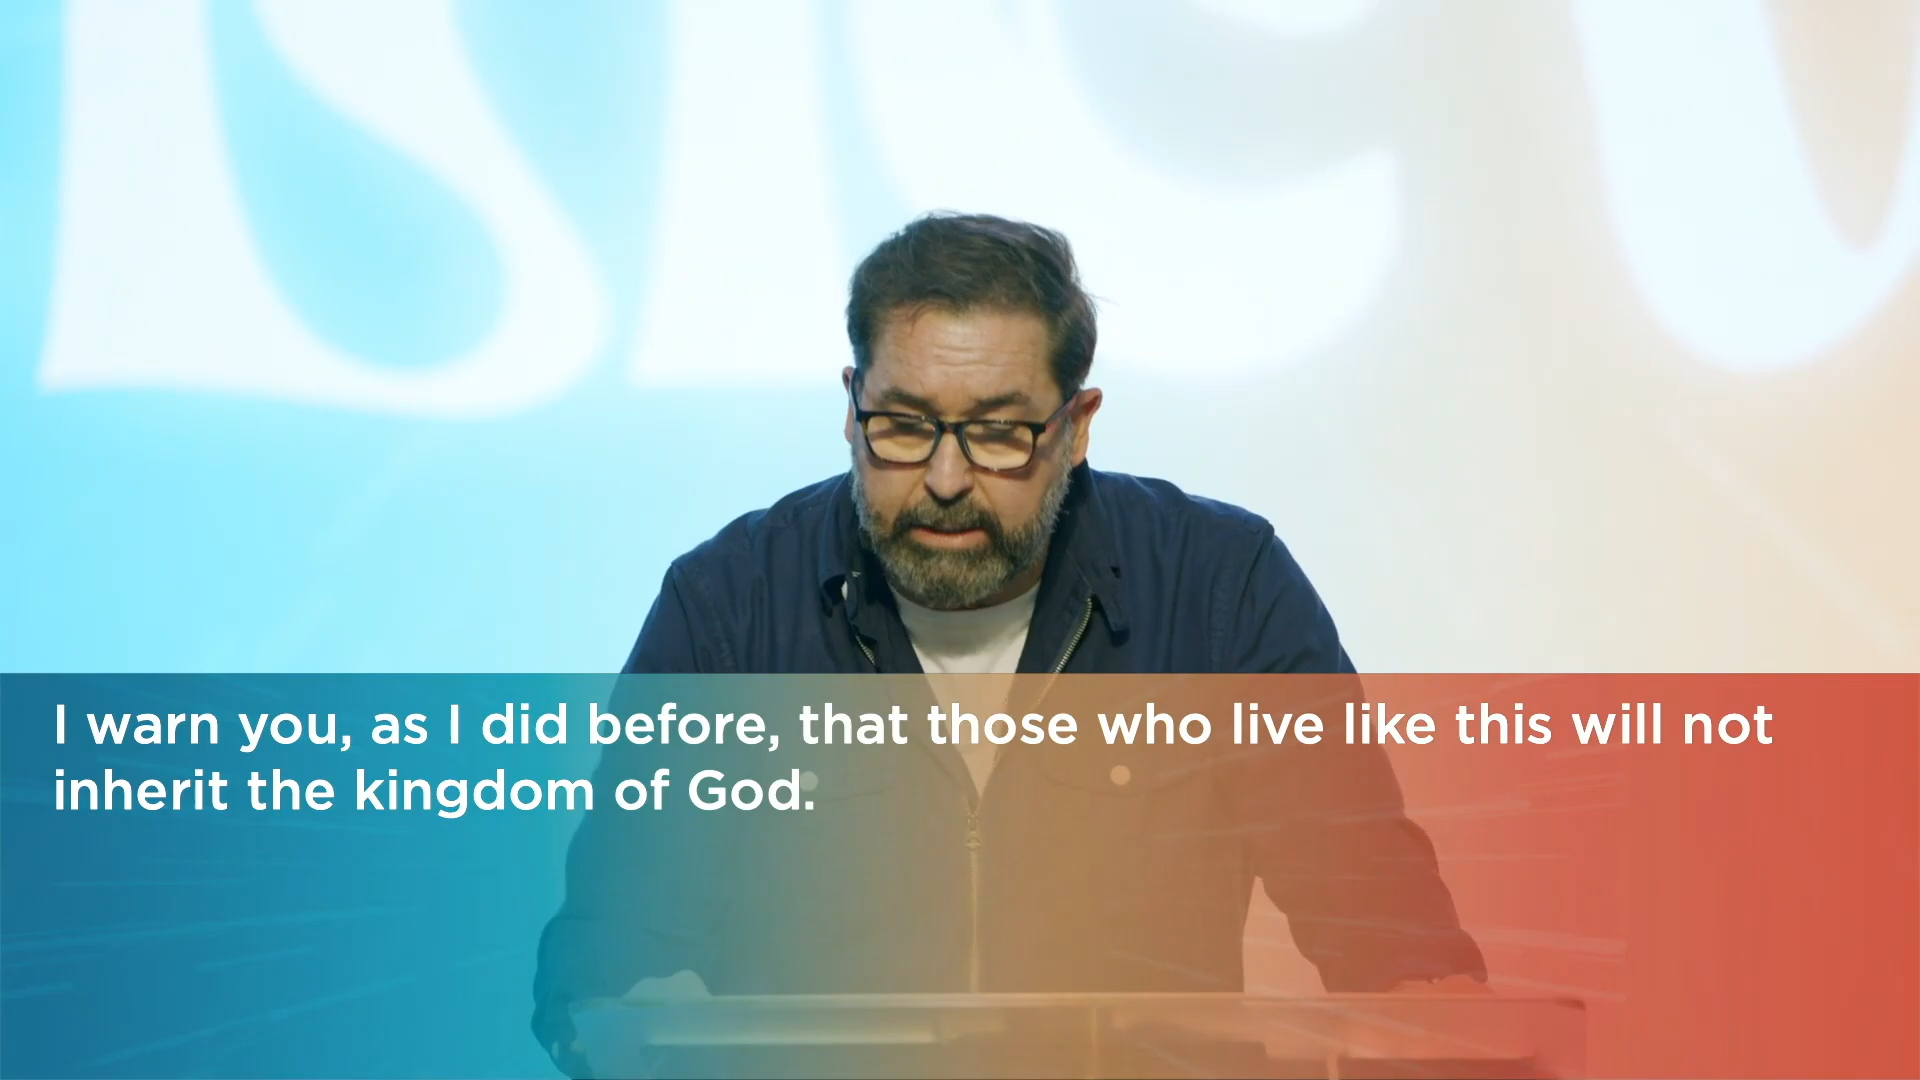 I warn you, as I did before, that those who live like this will not
inherit the kingdom of God.